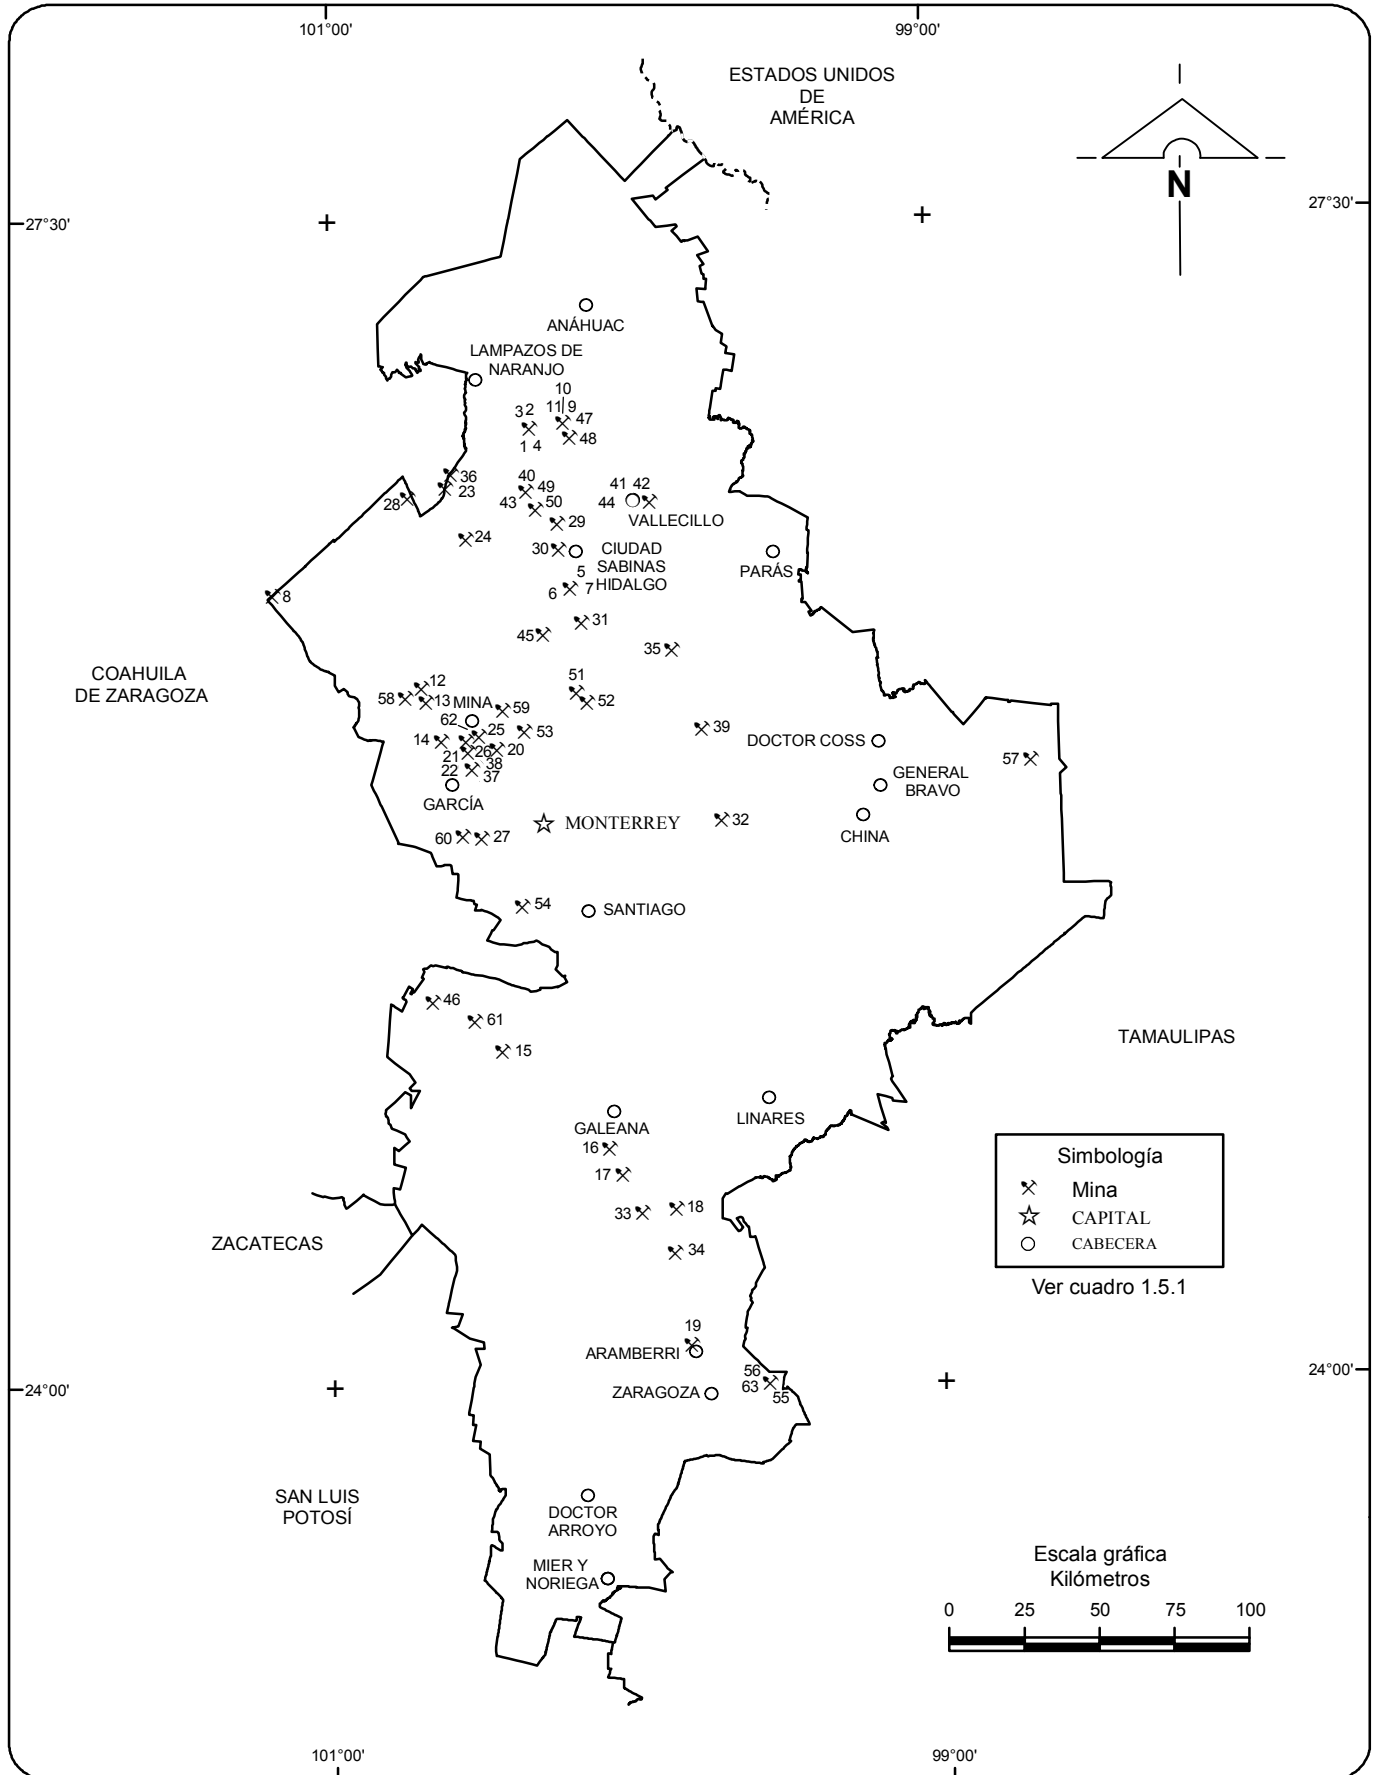 101°00'
99°00'
ESTADOS UNIDOS
DE
AMÉRICA
N
27°30'
27°30'
ANÁHUAC
LAMPAZOS DE
NARANJO
10
3 2
11 9
47
1 4
48
36
40
41 42
23
49
28
43
50
44
VALLECILLO
29
24
30
CIUDAD
SABINAS
HIDALGO
PARÁS
5
6
7
8
31
45
35
COAHUILA
DE ZARAGOZA
12
51
58
13
MINA
52
59
62
25
53
39
14
DOCTOR COSS
21
26
20
57
22
38
37
GENERAL
BRAVO
GARCÍA
MONTERREY
32
CHINA
60
27
54
SANTIAGO
46
61
15
TAMAULIPAS
GALEANA
LINARES
16
17
18
33
34
Simbología
Mina
CAPITAL
CABECERA
Ver cuadro 1.5.1
ZACATECAS
19
ARAMBERRI
56
63
55
ZARAGOZA
24°00'
24°00'
SAN LUIS
POTOSÍ
DOCTOR
ARROYO
MIER Y
NORIEGA
Escala gráfica
Kilómetros
0 25 50 75 100
101°00'
99°00'